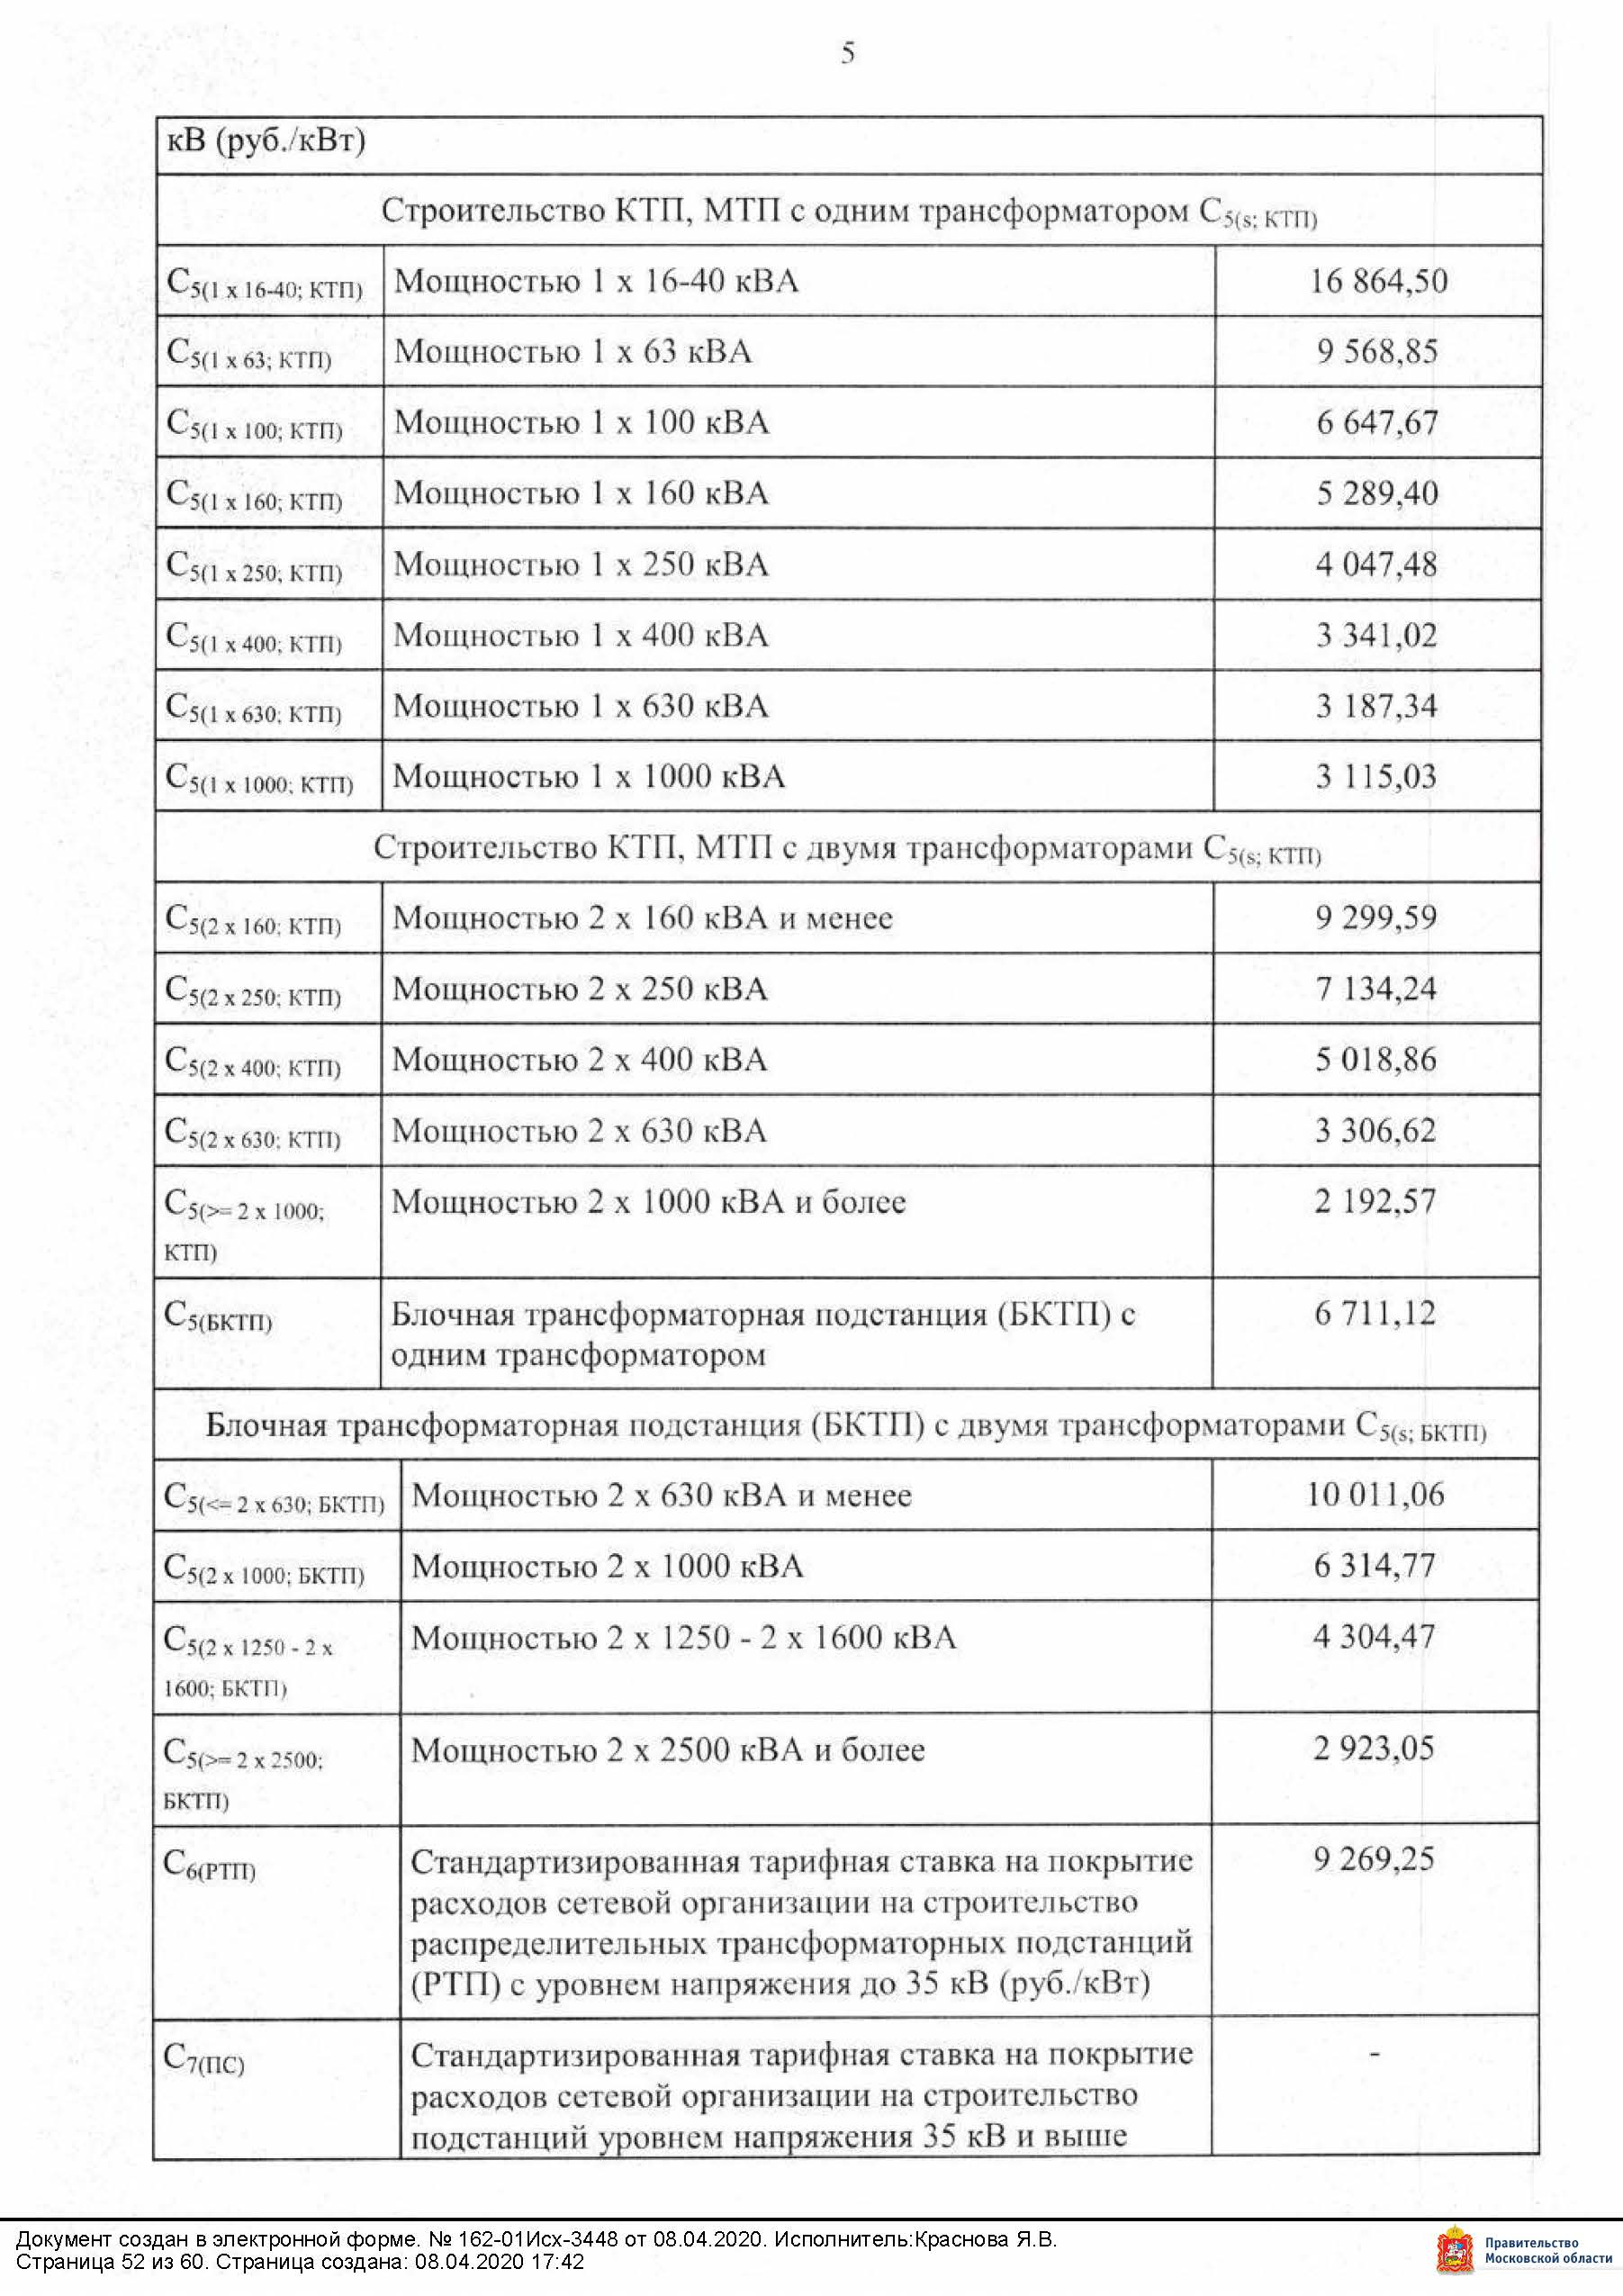 5
кВ (руб./кВт)
Строительство КТП, МТП с одним трансформатором С5(s; КТП)
С5(1 х 16-40; КТП) Мощностью 1 х 16-40 кВА 16 864,50
С5(1 х 63; КТП) Мощностью 1 х 63 кВА 9 568,85
С5(1 х 100; КТП) Мощностью 1 х 100 кВА 6 647,67
С5(1 х 160; КТП) Мощностью 1 х 160 кВА 5 289,40
С5(1 х 250; КТП) Мощностью 1 х 250 кВА 4 047,48
С5(1 х 400; КТП) Мощностью 1 х 400 кВА 3 341,02
С5(1 х 630; КТП) Мощностью 1 х 630 кВА 3 187,34
С5(1 х 1000; КТП) Мощностью 1 х 1000 кВА 3 115,03
Строительство КТП, МТП с двумя трансформаторами С5(s; КТП)
С5(2 х 160; КТП) Мощностью 2 х 160 кВА и менее 9 299,59
С5(2 х 250; КТП) Мощностью 2 х 250 кВА 7 134,24
С5(2 х 400; КТП) Мощностью 2 х 400 кВА 5 018,86
С5(2 х 630; КТП) Мощностью 2 х 630 кВА 3 306,62
С5(>= 2 х 1000; Мощностью 2 х 1000 кВА и более 2 192,57
КТП)
С5(БКТП) Блочная трансформаторная подстанция (БКТП) с 6 711,12
одним трансформатором
Блочная трансформаторная подстанция (БКТП) с двумя трансформаторами С5(s; БКТП)
С5(<= 2 х 630; БКТП) Мощностью 2 х 630 кВА и менее 10 011,06
С5(2 х 1000; БКТП) Мощностью 2 х 1000 кВА 6 314,77
С5(2 х 1250 - 2 х Мощностью 2 х 1250 - 2 х 1600 кВА 4 304,47
1600; БКТП)
С5(>= 2 х 2500; Мощностью 2 х 2500 кВА и более 2 923,05
БКТП)
С6(РТП) Стандартизированная тарифная ставка на покрытие 9 269,25
расходов сетевой организации на строительство
распределительных трансформаторных подстанций
(РТП) с уровнем напряжения до 35 кВ (руб./кВт)
С7(ПС) Стандартизированная тарифная ставка на покрытие -
расходов сетевой организации на строительство
подстанций уровнем напряжения 35 кВ и выше
Документ создан в электронной форме. № 162-01Исх-3448 от 08.04.2020. Исполнитель:Краснова Я.В.
Страница 52 из 60. Страница создана: 08.04.2020 17:42
Правительство
Московской области